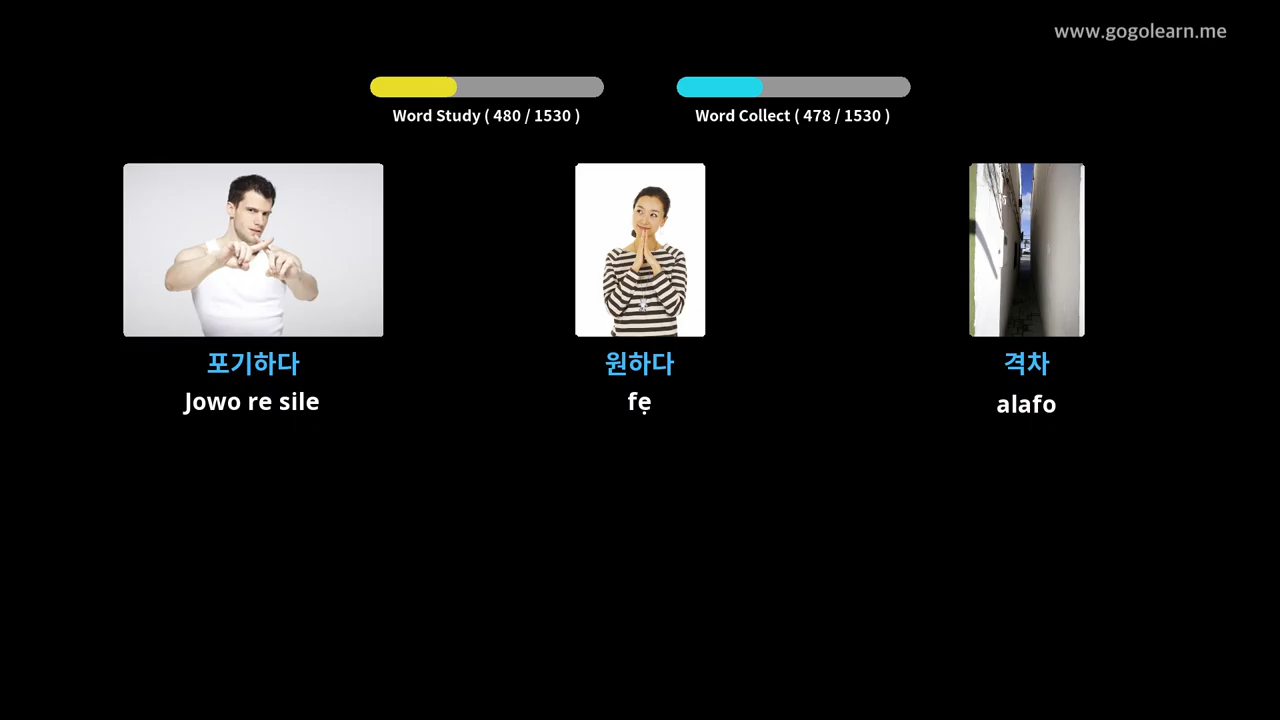 www.gogolearn.me
Word Study ( 480 / 1530 )
Word Collect ( 478 / 1530 )
포기하다
원하다
격차
Jowo re sile
fẹ
alafo